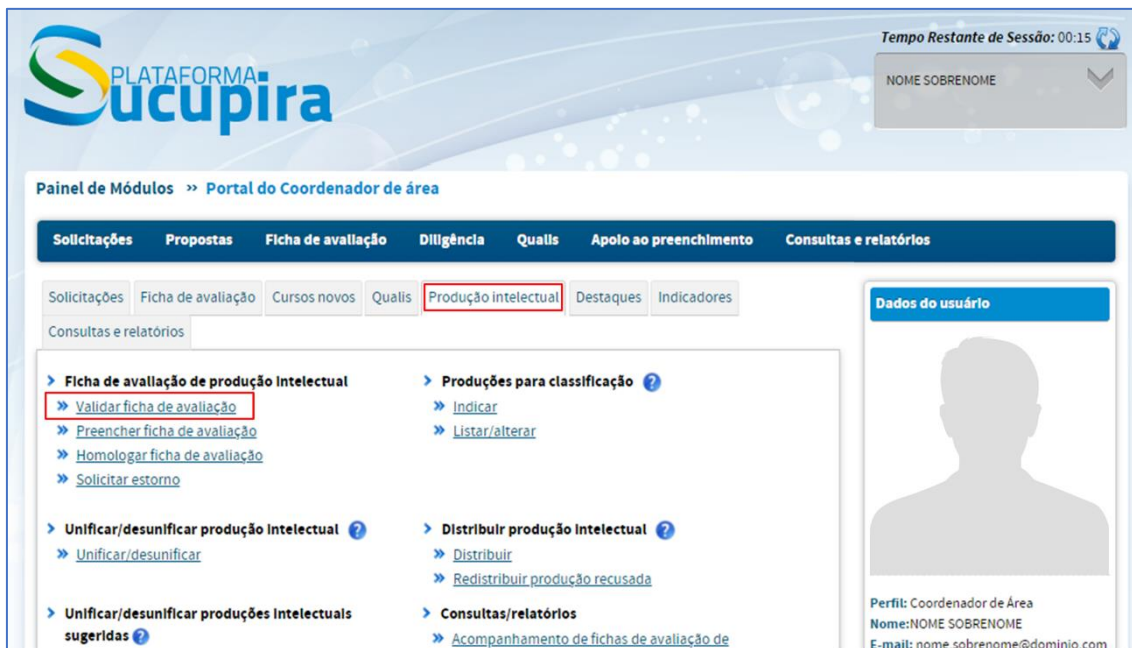 Tempo Restante de Sessão: 00:15
PLATAFORMA
Sucupira
NOME SOBRENOME
Painel de Módulos » Portal do Coordenador de área
Solicitações Propostas Ficha de avaliação Diligência Qualis Apoio ao preenchimento Consultas e relatórios
Solicitações Ficha de avaliação Cursos novos Qualis Produção intelectual Destaques Indicadores
Consultas e relatórios
Ficha de avaliação de produção intelectual
» Validar ficha de avaliação
» Preencher ficha de avaliação
» Homologar ficha de avaliação
» Solicitar estorno
Produções para classificação ?
» Indicar
» Listar/alterar
Unificar/desunificar produção intelectual ?
» Unificar/desunificar
Distribuir produção intelectual ?
» Distribuir
» Redistribuir produção recusada
Unificar/desunificar produções intelectuais
sugeridas ?
Consultas/relatórios
» Acompanhamento de fichas de avaliação de
Dados do usuário
Perfil: Coordenador de Área
Nome:NOME SOBRENOME
E-mail: nome.sobrenome@dominio.com